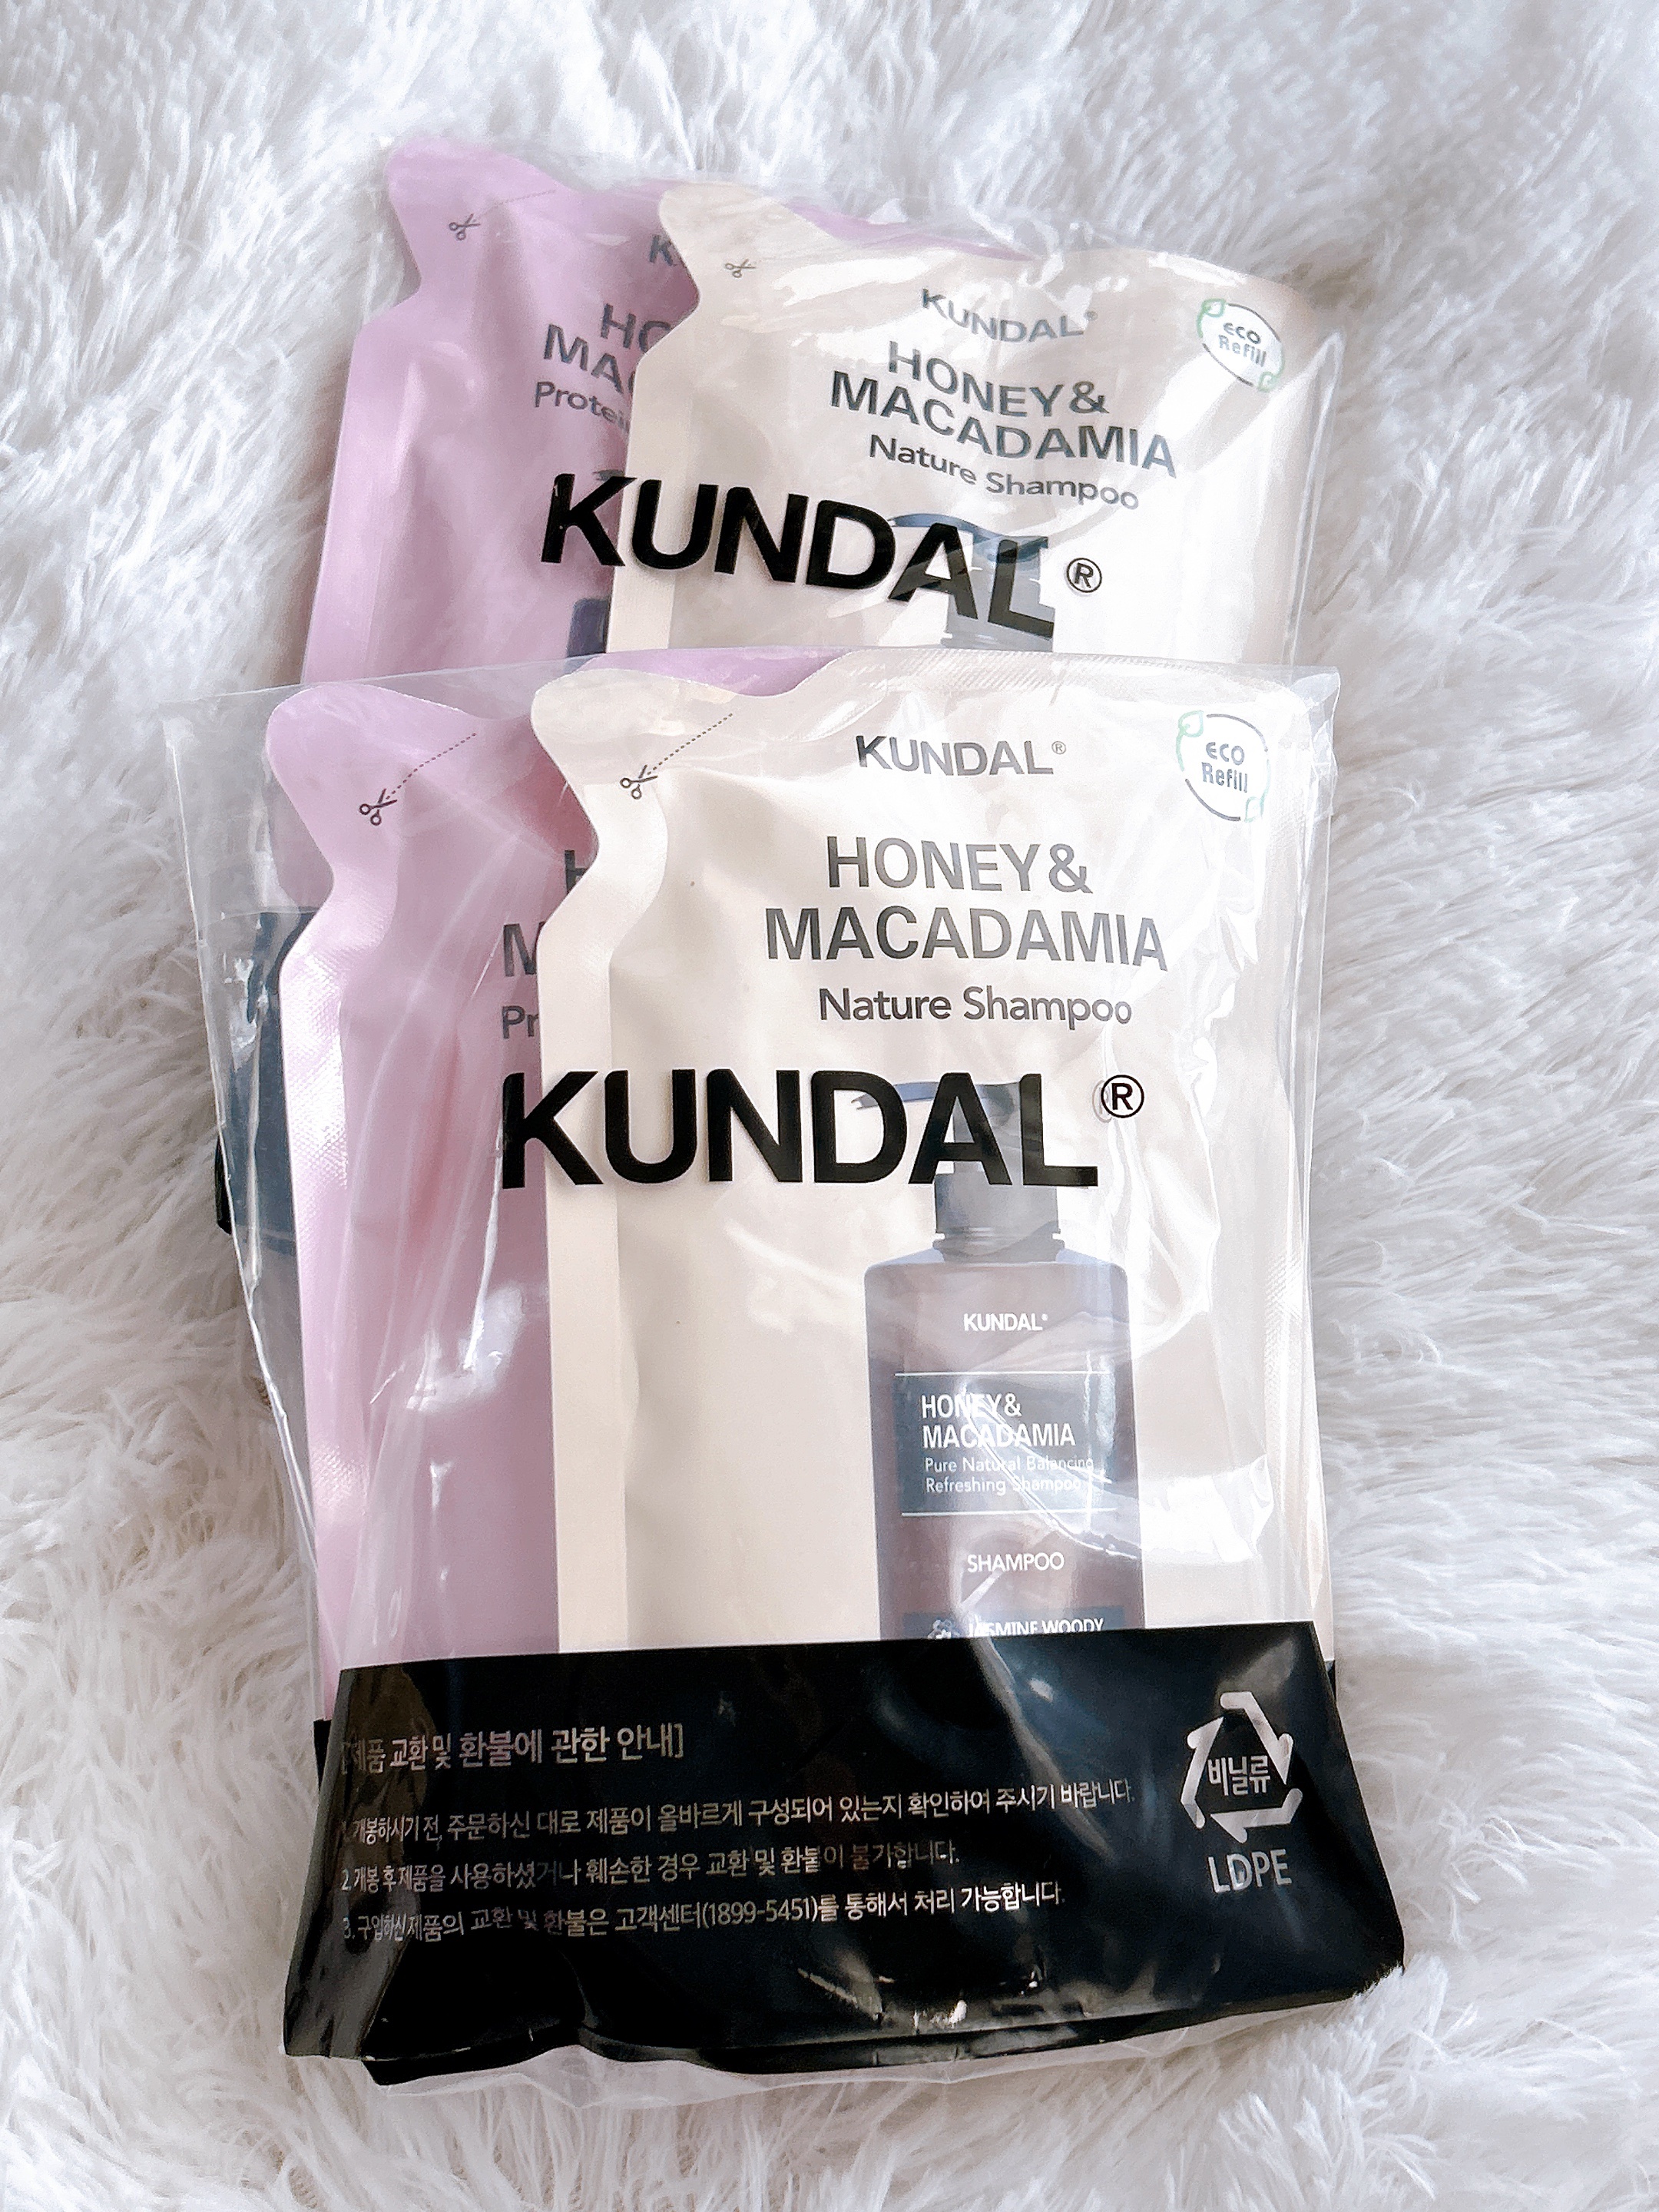 KUNDAL®
HONEY&
MACADAMIA
Nature Shampoo
eco
Refill
KUNDAL®
KUNDAL®
eco
Refill
HONEY&
MACADAMIA
Nature Shampoo
KUNDAL®
KUNDAL®
HONEY&
MACADAMIA
Pure Natural Balancing
Refreshing Shampoo
SHAMPOO
JASMINE WOODY
[제품 교환 및 환불에 관한 안내]
1. 개봉하시기 전, 주문하신 대로 제품이 올바르게 구성되어 있는지 확인하여 주시기 바랍니다.
2. 개봉 후 제품을 사용하셨거나 훼손한 경우 교환 및 환불이 불가합니다.
3. 구입하신 제품의 교환 및 환불은 고객센터(1899-5451)를 통해서 처리 가능합니다.
비닐류
LDPE